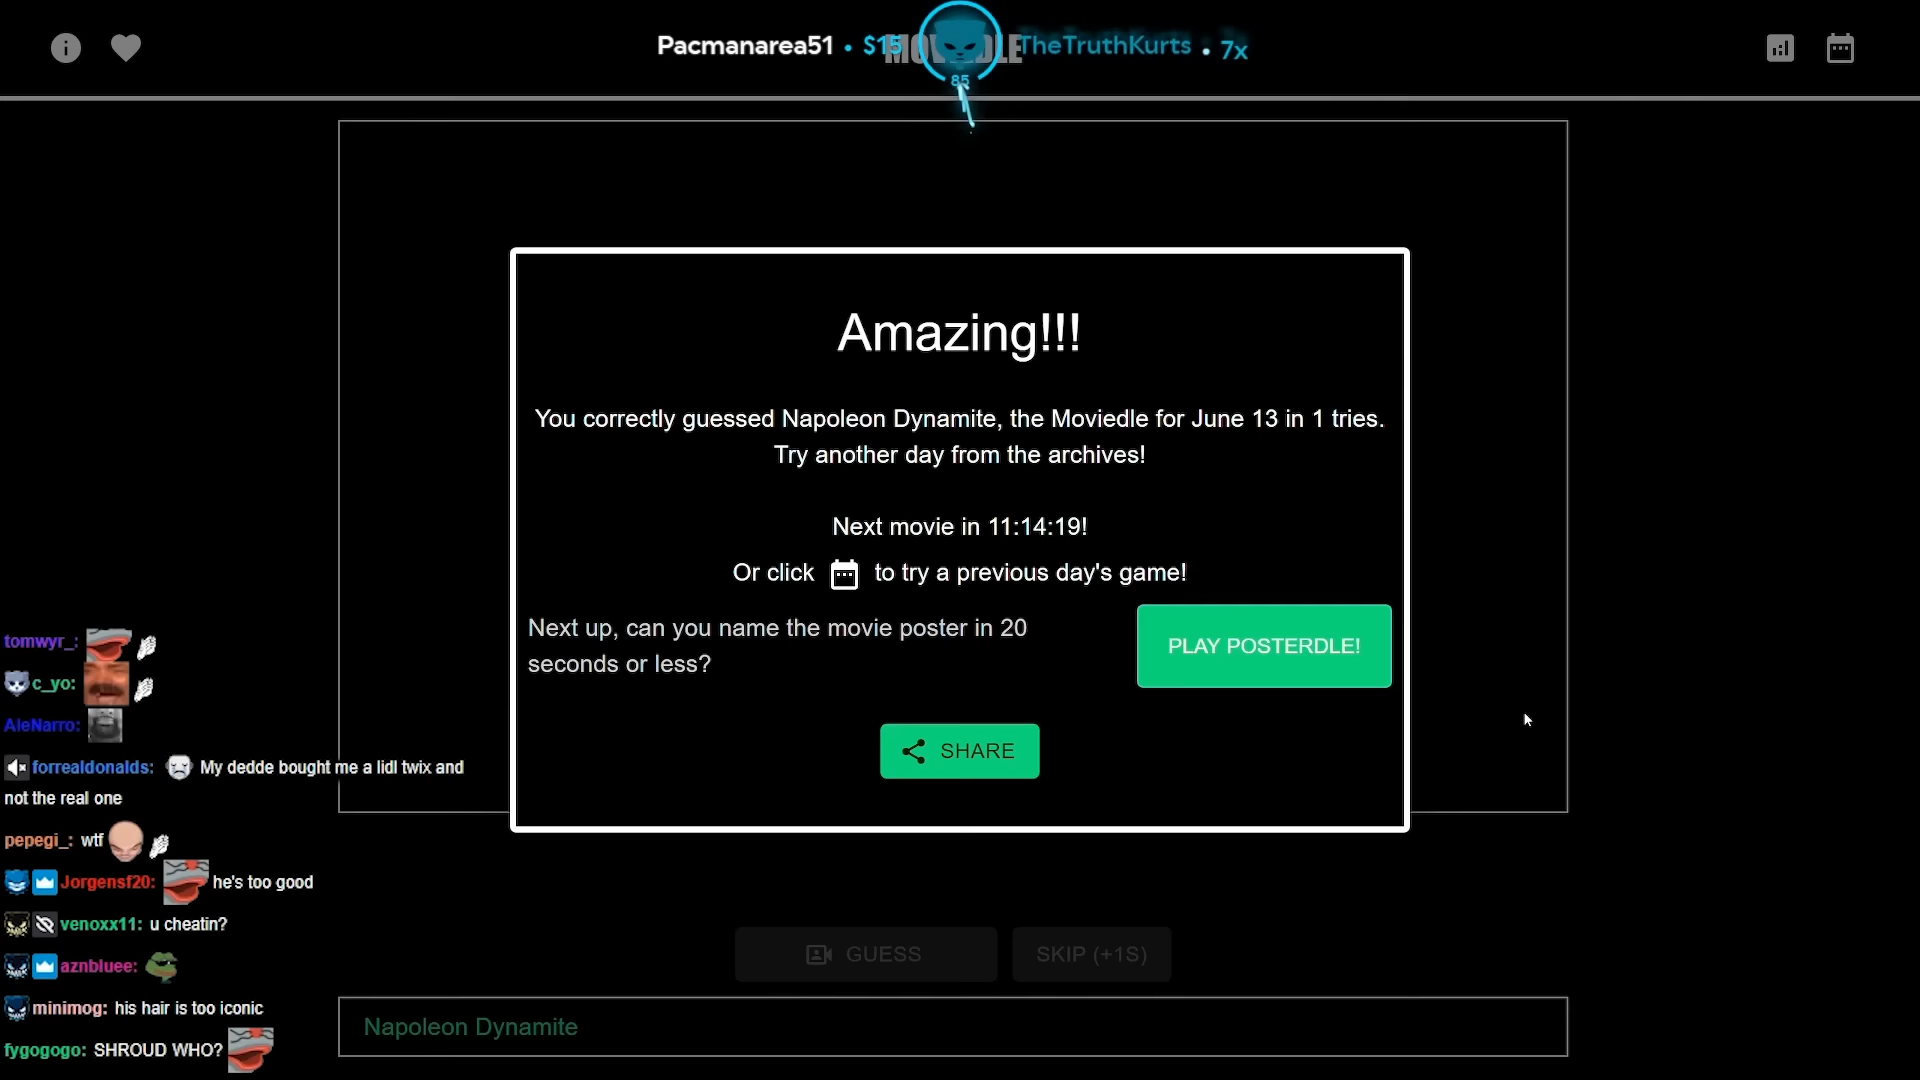 Pacmanarea51 • $15
MOVIEDLE
TheTruthKurts • 7x
85
Amazing!!!
You correctly guessed Napoleon Dynamite, the Moviedle for June 13 in 1 tries.
Try another day from the archives!
Next movie in 11:14:19!
Or click to try a previous day's game!
Next up, can you name the movie poster in 20
seconds or less?
PLAY POSTERDLE!
SHARE
tomwyr_:
c_yo:
AleNarro:
forrealdonalds: My dedde bought me a lidl twix and
not the real one
pepegi_: wtf
Jorgensf20: he's too good
venoxx11: u cheatin?
aznbluee:
minimog: his hair is too iconic
fygogogo: SHROUD WHO?
GUESS
SKIP (+1S)
Napoleon Dynamite